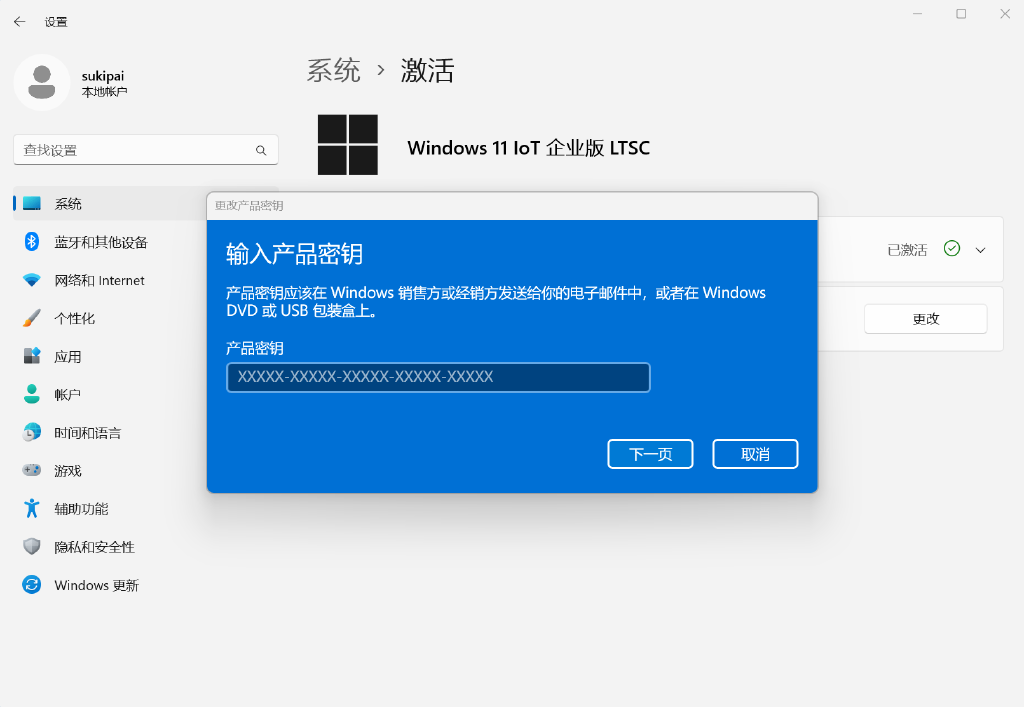 设置
sukipai
本地帐户
查找设置
系统
蓝牙和其他设备
网络和 Internet
个性化
应用
帐户
时间和语言
游戏
辅助功能
隐私和安全性
Windows 更新
系统 › 激活
Windows 11 IoT 企业版 LTSC
已激活
更改
更改产品密钥
输入产品密钥
产品密钥应该在 Windows 销售方或经销方发送给你的电子邮件中，或者在 Windows
DVD 或 USB 包装盒上。
产品密钥
XXXXX-XXXXX-XXXXX-XXXXX-XXXXX
下一页
取消